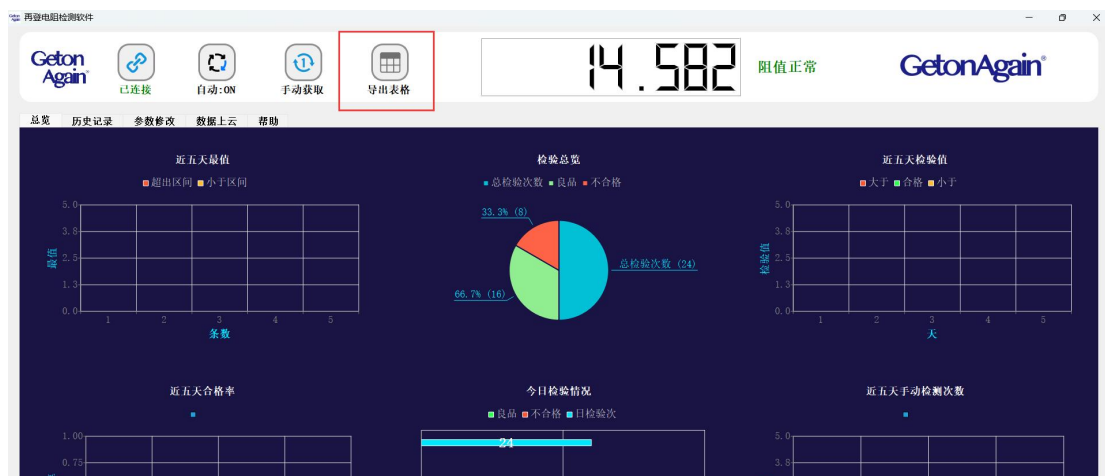 再登电阻检测软件
Geton
Again®
已连接
自动:ON
手动获取
导出表格
14.582
阻值正常
GetonAgain®
总览 历史记录 参数修改 数据上云 帮助
近五天最值
超出区间 小于区间
5.0
3.8
2.5
1.3
0.0
最值
1 2 3 4 5
条数
检验总览
总检验次数 良品 不合格
33.3% (8)
总检验次数 (24)
66.7% (16)
近五天检验值
大于 合格 小于
5.0
3.8
2.5
1.3
0.0
检验值
1 2 3 4 5
天
近五天合格率
1.00
0.75
今日检验情况
良品 不合格 日检验次
24
近五天手动检测次数
5.0
3.8